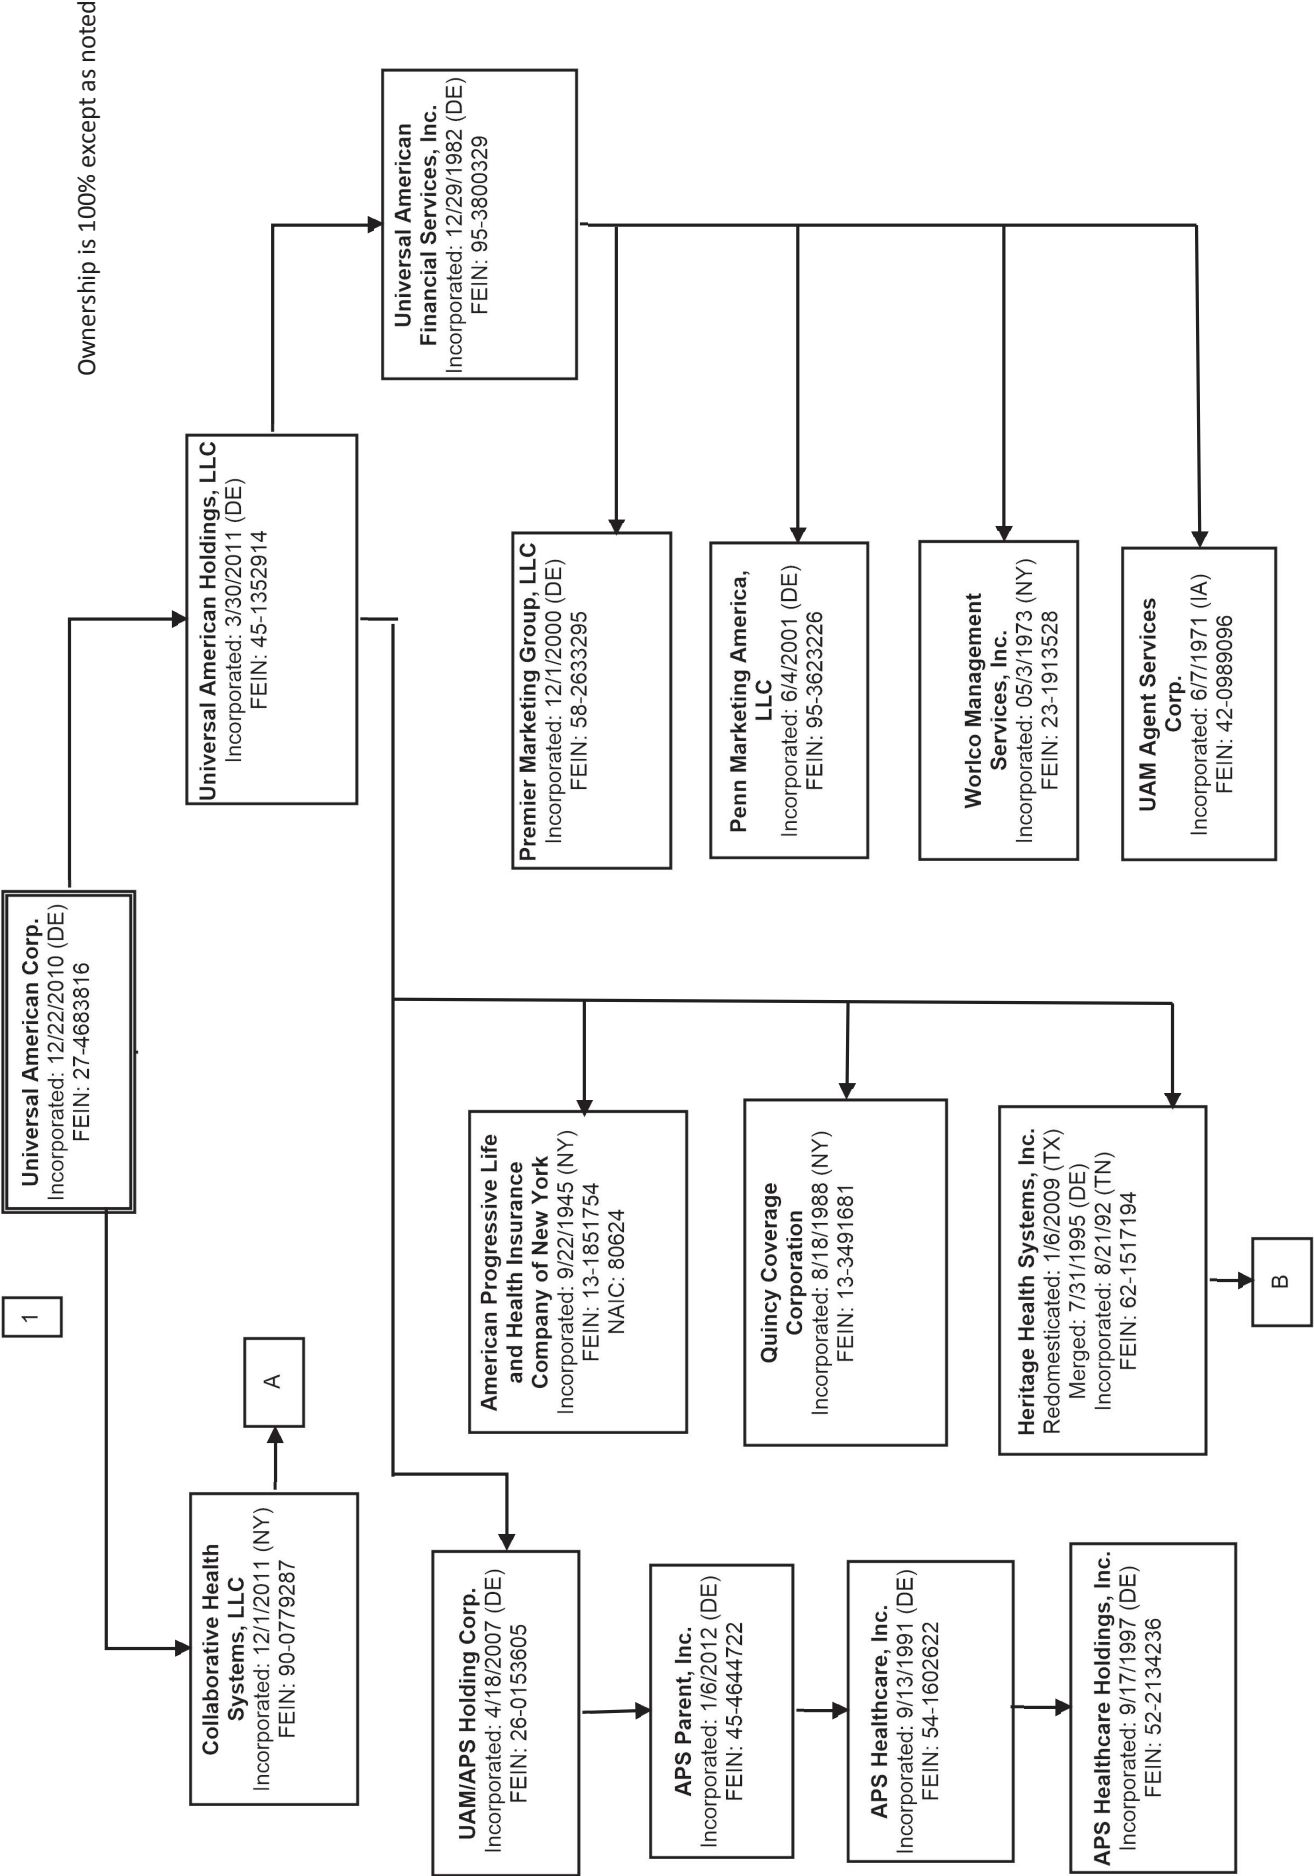 Ownership is 100% except as noted
1
Universal American Corp.
Incorporated: 12/22/2010 (DE)
FEIN: 27-4683816
Collaborative Health
Systems, LLC
Incorporated: 12/1/2011 (NY)
FEIN: 90-0779287
A
Universal American Holdings, LLC
Incorporated: 3/30/2011 (DE)
FEIN: 45-1352914
Universal American
Financial Services, Inc.
Incorporated: 12/29/1982 (DE)
FEIN: 95-3800329
UAM/APS Holding Corp.
Incorporated: 4/18/2007 (DE)
FEIN: 26-0153605
APS Parent, Inc.
Incorporated: 1/6/2012 (DE)
FEIN: 45-4644722
APS Healthcare, Inc.
Incorporated: 9/13/1991 (DE)
FEIN: 54-1602622
APS Healthcare Holdings, Inc.
Incorporated: 9/17/1997 (DE)
FEIN: 52-2134236
American Progressive Life
and Health Insurance
Company of New York
Incorporated: 9/22/1945 (NY)
FEIN: 13-1851754
NAIC: 80624
Quincy Coverage
Corporation
Incorporated: 8/18/1988 (NY)
FEIN: 13-3491681
Heritage Health Systems, Inc.
Redomesticated: 1/6/2009 (TX)
Merged: 7/31/1995 (DE)
Incorporated: 8/21/92 (TN)
FEIN: 62-1517194
B
Premier Marketing Group, LLC
Incorporated: 12/1/2000 (DE)
FEIN: 58-2633295
Penn Marketing America,
LLC
Incorporated: 6/4/2001 (DE)
FEIN: 95-3623226
Worlco Management
Services, Inc.
Incorporated: 05/3/1973 (NY)
FEIN: 23-1913528
UAM Agent Services
Corp.
Incorporated: 6/7/1971 (IA)
FEIN: 42-0989096